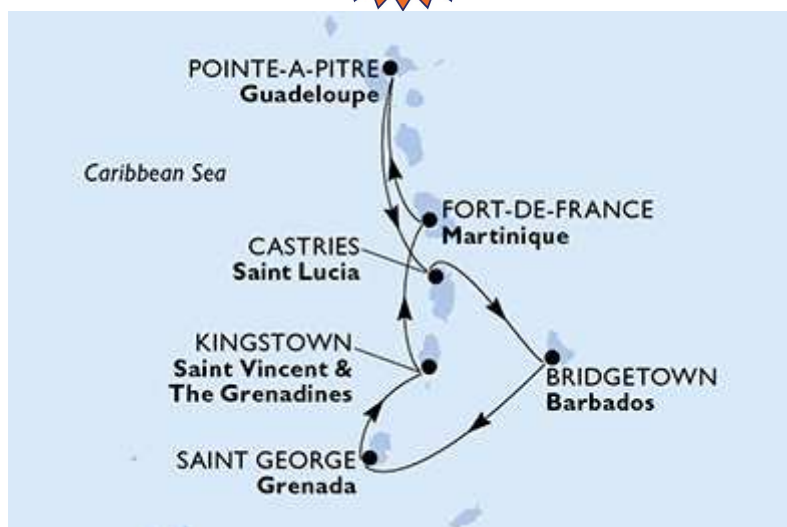 POINTE-A-PITRE
Guadeloupe
Caribbean Sea
FORT-DE-FRANCE
Martinique
CASTRIES
Saint Lucia
KINGSTOWN
Saint Vincent &
The Grenadines
BRIDGETOWN
Barbados
SAINT GEORGE
Grenada